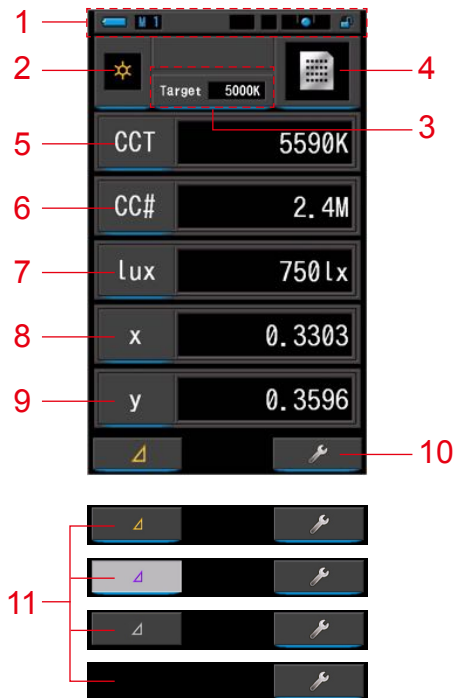 1 M 1
2 4
Target 5000K
3
5 CCT 5590K
6 CC# 2.4M
7 lux 750lx
8 x 0.3303
9 y 0.3596
10
11